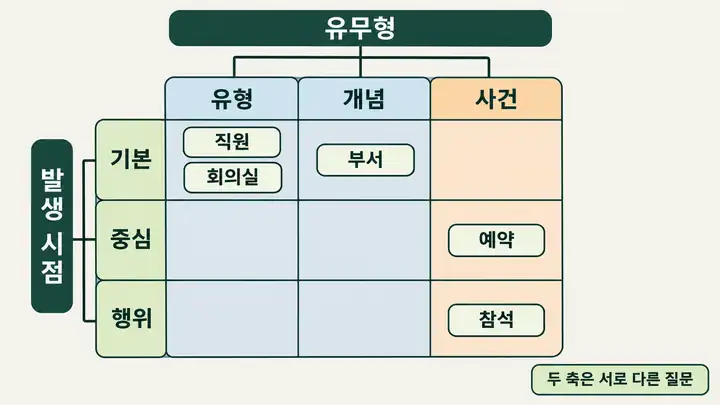 유무형
유형
개념
사건
발생 시점
기본
직원
회의실
부서
중심
예약
행위
참석
두 축은 서로 다른 질문